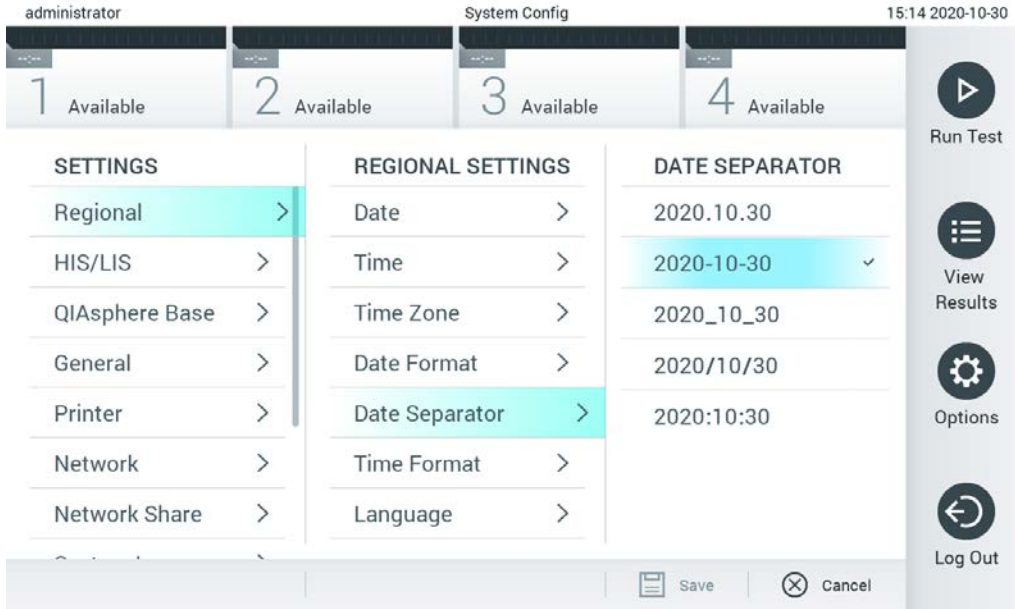 administrator System Config 15:14 2020-10-30
--:-- --:-- --:-- --:--
1 Available 2 Available 3 Available 4 Available
Run Test
View
Results
Options
Log Out
SETTINGS
Regional
HIS/LIS
QIAsphere Base
General
Printer
Network
Network Share
REGIONAL SETTINGS
Date
Time
Time Zone
Date Format
Date Separator
Time Format
Language
DATE SEPARATOR
2020.10.30
2020-10-30
2020_10_30
2020/10/30
2020:10:30
Save Cancel